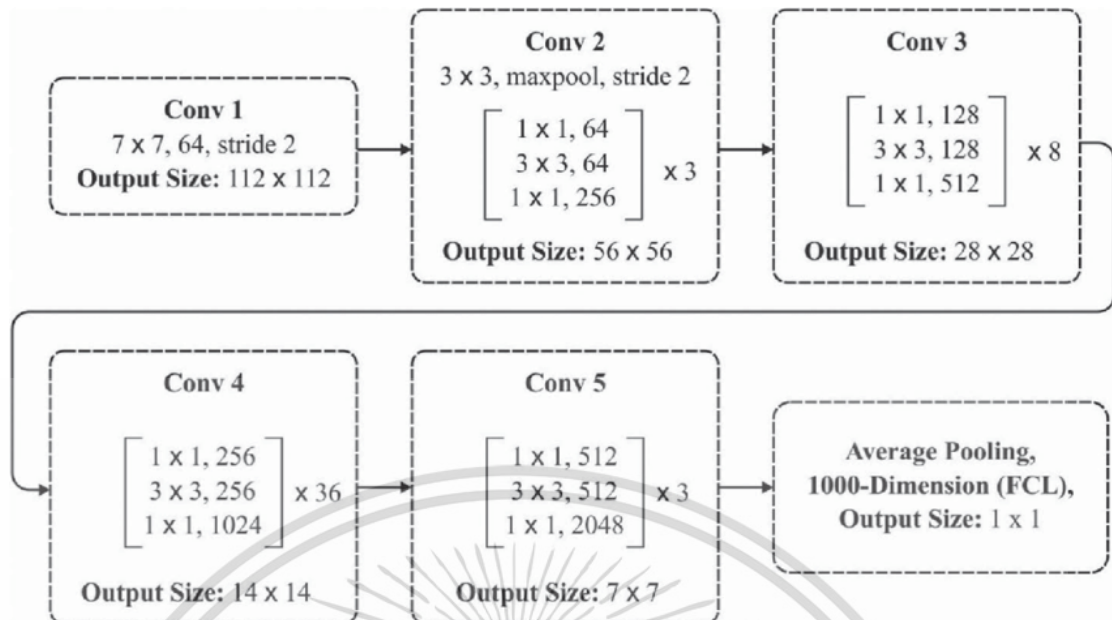 Conv 1
7 x 7, 64, stride 2
Output Size: 112 x 112
Conv 2
3 x 3, maxpool, stride 2
1 x 1, 64
3 x 3, 64
1 x 1, 256
x 3
Output Size: 56 x 56
Conv 3
1 x 1, 128
3 x 3, 128
1 x 1, 512
x 8
Output Size: 28 x 28
Conv 4
1 x 1, 256
3 x 3, 256
1 x 1, 1024
x 36
Output Size: 14 x 14
Conv 5
1 x 1, 512
3 x 3, 512
1 x 1, 2048
x 3
Output Size: 7 x 7
Average Pooling,
1000-Dimension (FCL),
Output Size: 1 x 1